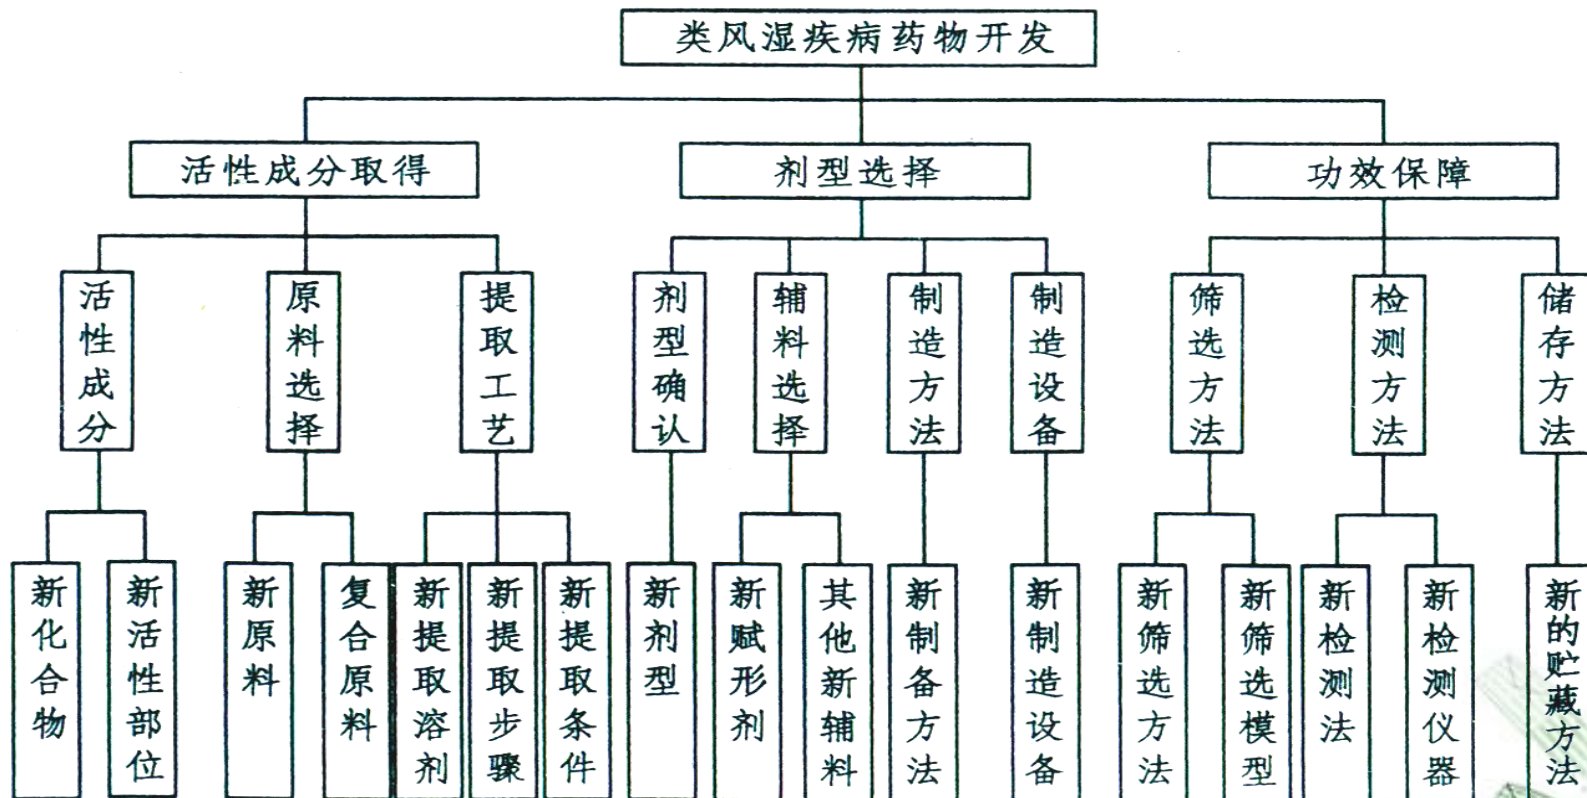 类风湿疾病药物开发
活性成分取得
剂型选择
功效保障
活性成分
原料选择
提取工艺
剂型确认
辅料选择
制造方法
制造设备
筛选方法
检测方法
储存方法
新化合物
新活性部位
新原料
复合原料
新提取溶剂
新提取步骤
新提取条件
新剂型
新赋形剂
其他新辅料
新制备方法
新制造设备
新筛选方法
新筛选模型
新检测法
新检测仪器
新的贮藏方法